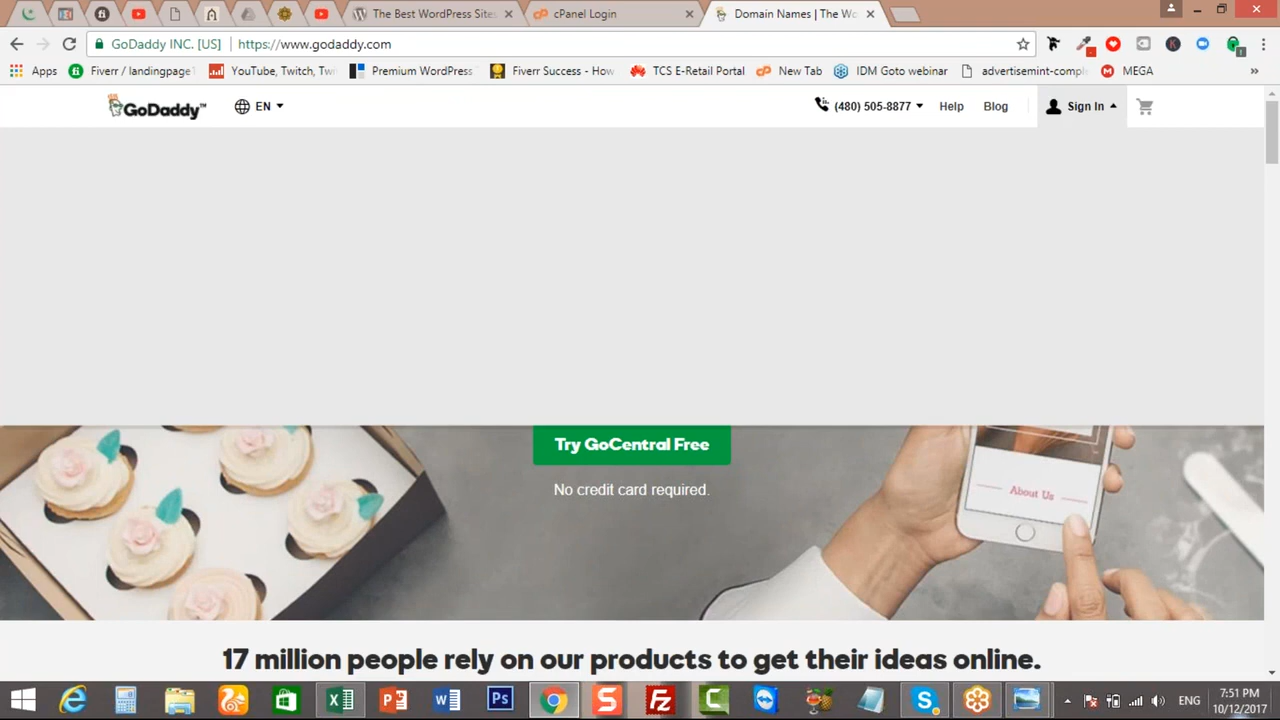 The Best WordPress Site
cPanel Login
Domain Names | The Wo
GoDaddy INC. [US]
https://www.godaddy.com
Apps
Fiverr / landingpage
YouTube, Twitch, Twi
Premium WordPress
Fiverr Success - How
TCS E-Retail Portal
New Tab
IDM Goto webinar
advertisemint-compl
MEGA
GoDaddy™
EN
(480) 505-8877
Help
Blog
Sign In
Try GoCentral Free
No credit card required.
About Us
17 million people rely on our products to get their ideas online.
ENG
7:51 PM
10/12/2017